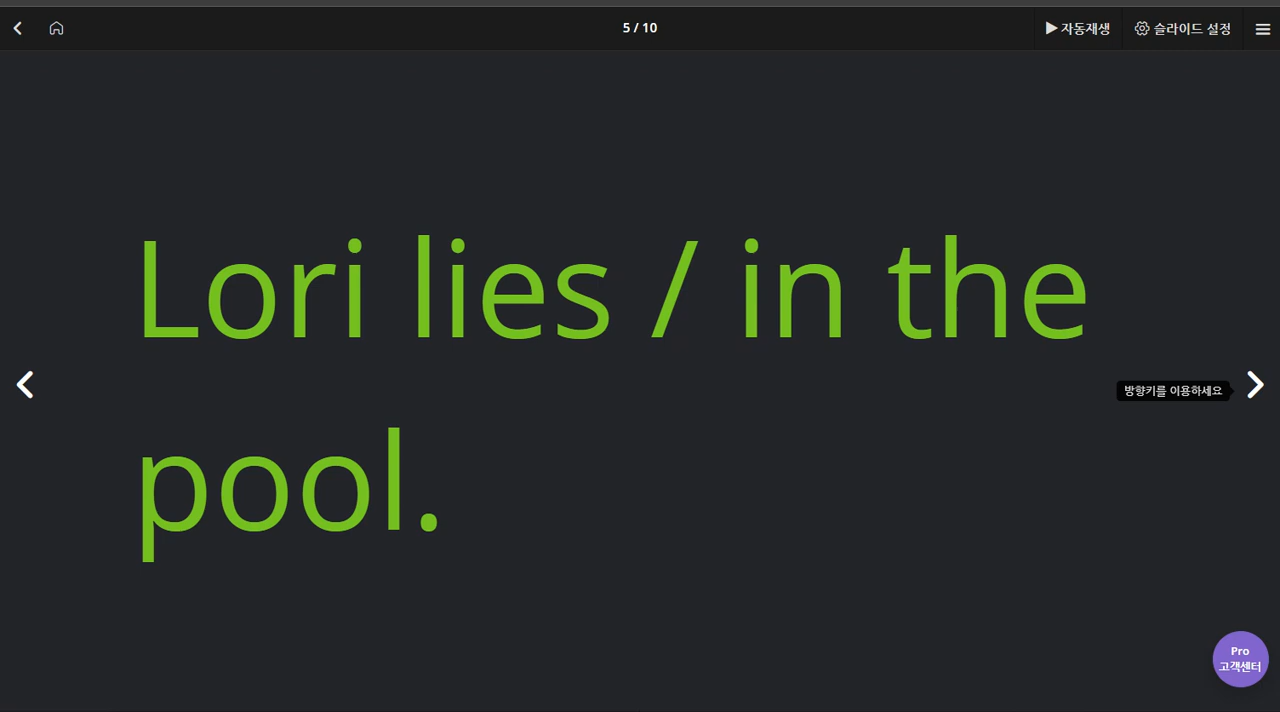 5 / 10
▶ 자동재생
슬라이드 설정
Lori lies / in the
방향키를 이용하세요
pool.
Pro
고객센터